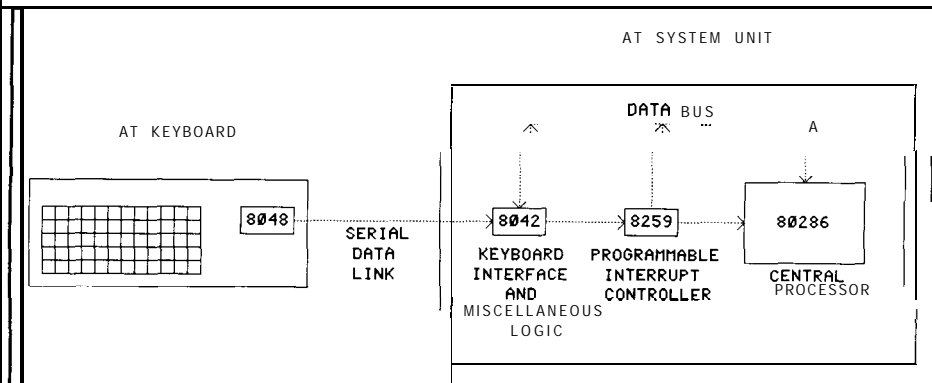 AT SYSTEM UNIT
DATA BUS
AT KEYBOARD
A
8048
8042
8259
80286
SERIAL
DATA
LINK
KEYBOARD
INTERFACE
AND
MISCELLANEOUS
LOGIC
PROGRAMMABLE
INTERRUPT
CONTROLLER
CENTRAL
PROCESSOR